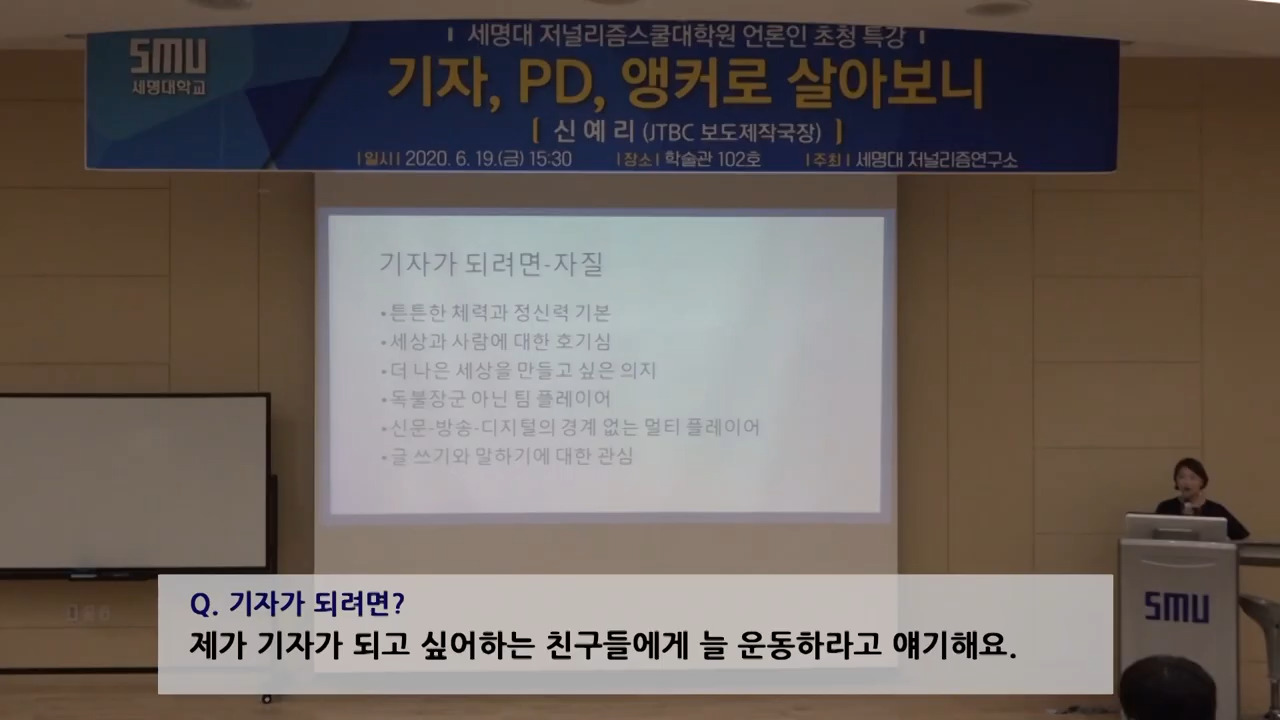 SMU
세명대학교
세명대 저널리즘스쿨대학원 언론인 초청 특강
기자, PD, 앵커로 살아보니
[ 신예리 (JTBC 보도제작국장) ]
|일시| 2020. 6. 19.(금) 15:30 |장소| 학술관 102호 |주최| 세명대 저널리즘연구소
기자가 되려면-자질
•튼튼한 체력과 정신력 기본
•세상과 사람에 대한 호기심
•더 나은 세상을 만들고 싶은 의지
•독불장군 아닌 팀 플레이어
•신문-방송-디지털의 경계 없는 멀티 플레이어
•글 쓰기와 말하기에 대한 관심
SMU
Q. 기자가 되려면?
제가 기자가 되고 싶어하는 친구들에게 늘 운동하라고 얘기해요.